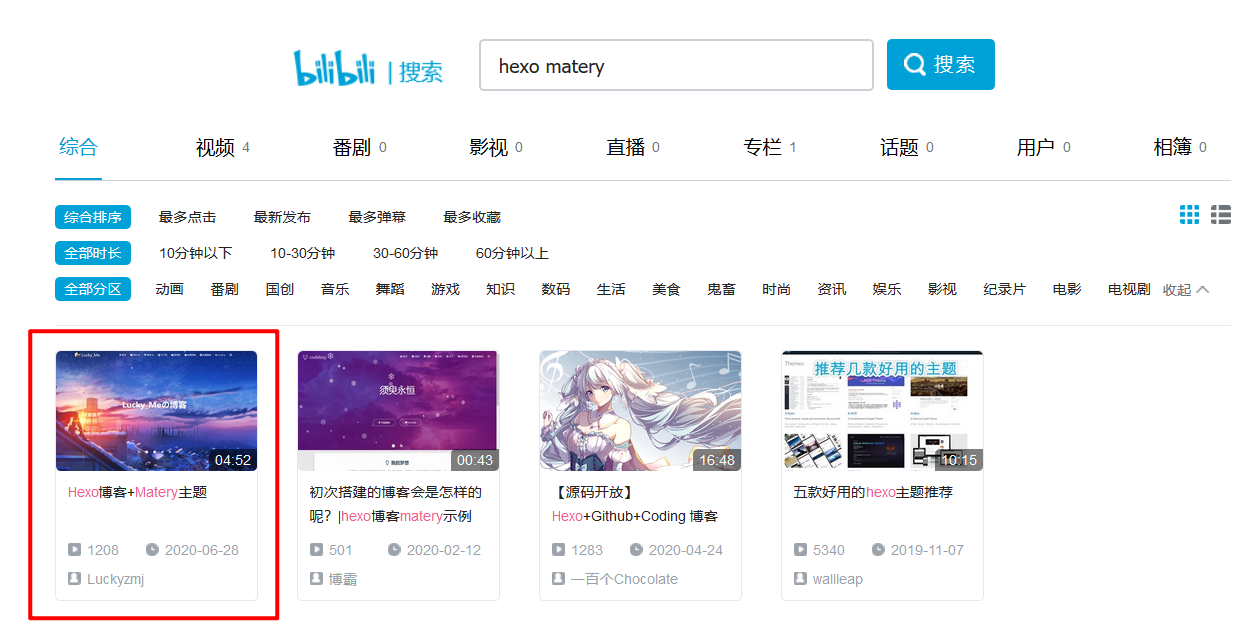 bilibili | 搜索
hexo matery
搜索
综合 视频 4 番剧 0 影视 0 直播 0 专栏 1 话题 0 用户 0 相簿 0
综合排序 最多点击 最新发布 最多弹幕 最多收藏
全部时长 10分钟以下 10-30分钟 30-60分钟 60分钟以上
全部分区 动画 番剧 国创 音乐 舞蹈 游戏 知识 数码 生活 美食 鬼畜 时尚 资讯 娱乐 影视 纪录片 电影 电视剧 收起
Lucky_Me
Lucky_Meの博客
04:52
Hexo博客+Matery主题
1208 2020-06-28
Luckyzmj
codeboy
须臾永恒
我的梦想
00:43
初次搭建的博客会是怎样的
呢？|hexo博客matery示例
501 2020-02-12
博霸
16:48
【源码开放】
Hexo+Github+Coding 博客
1283 2020-04-24
一百个Chocolate
Themes
推荐几款好用的主题
10:15
五款好用的hexo主题推荐
5340 2019-11-07
wallleap